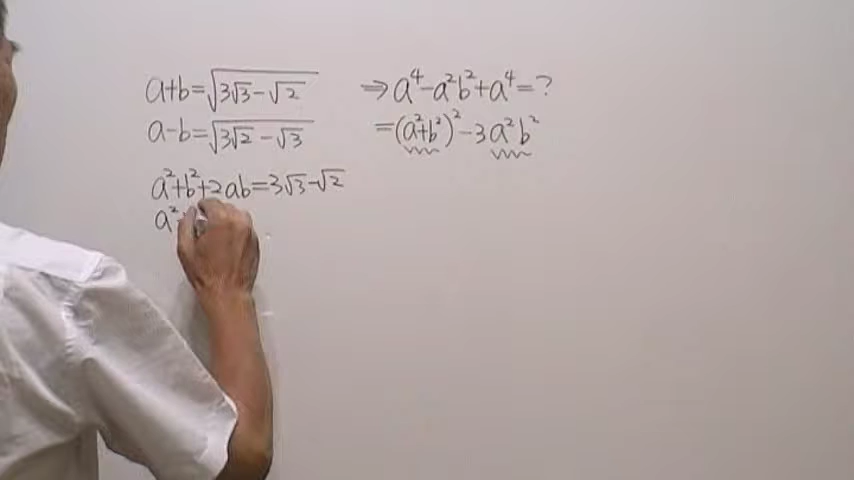 a+b=√(3√3-√2) ⇒a⁴-a²b²+a⁴=?
a-b=√(3√2-√3) =(a²+b²)²-3a²b²
a²+b²+2ab=3√3-√2
a²